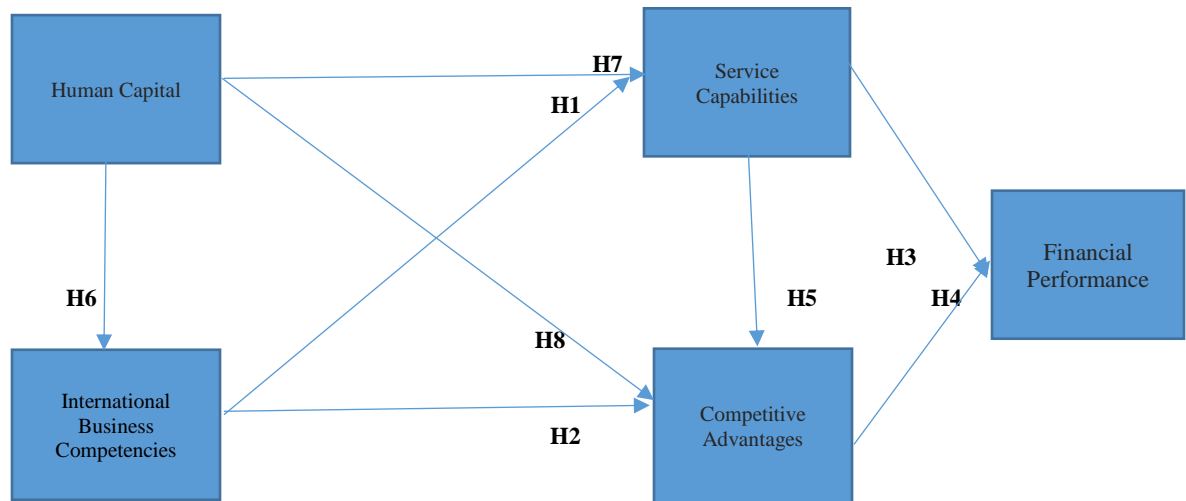 Human Capital
H7
Service
Capabilities
H1
H3
Financial
Performance
H6
H5
H4
H8
International
Business
Competencies
H2
Competitive
Advantages